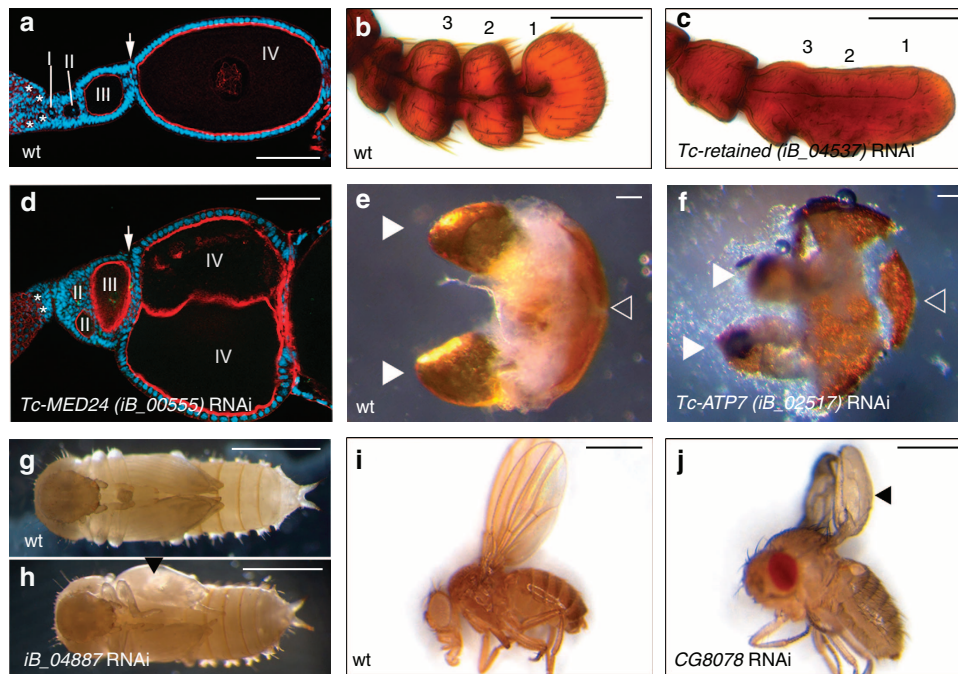 a
I
II
III
IV
wt
b
3
2
1
wt
c
3
2
1
Tc-retained (iB_04537) RNAi
d
II
III
II
IV
IV
Tc-MED24 (iB_00555) RNAi
e
wt
f
Tc-ATP7 (iB_02517) RNAi
g
wt
h
iB_04887 RNAi
i
wt
j
CG8078 RNAi